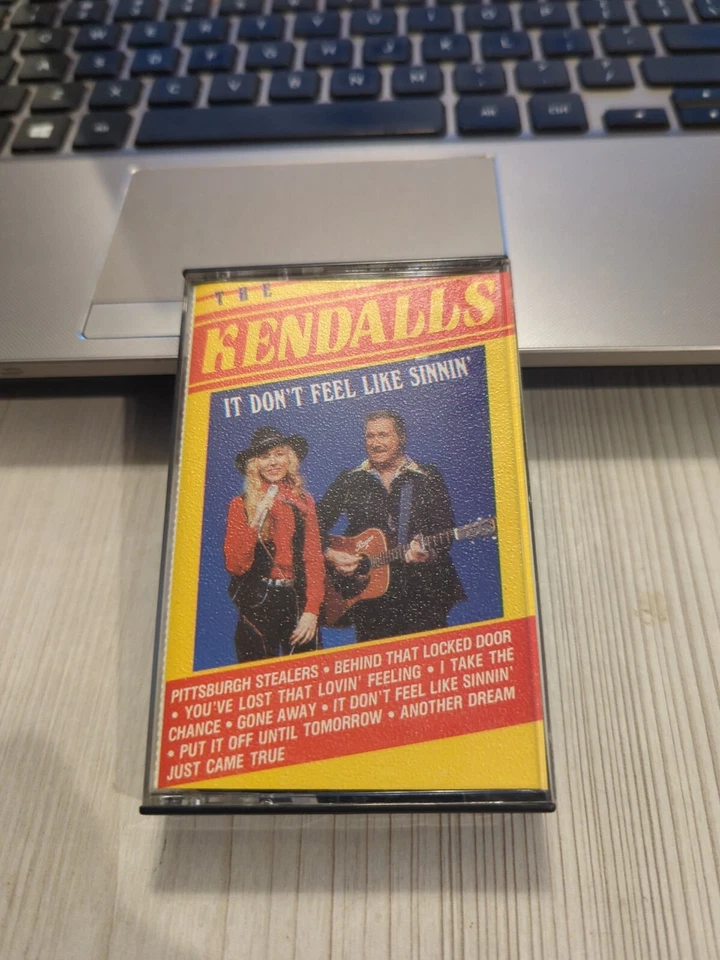 THE
KENDALLS
IT DON'T FEEL LIKE SINNIN'
PITTSBURGH STEALERS • BEHIND THAT LOCKED DOOR
• YOU'VE LOST THAT LOVIN' FEELING • I TAKE THE
CHANCE • GONE AWAY • IT DON'T FEEL LIKE SINNIN'
• PUT IT OFF UNTIL TOMORROW • ANOTHER DREAM
JUST CAME TRUE